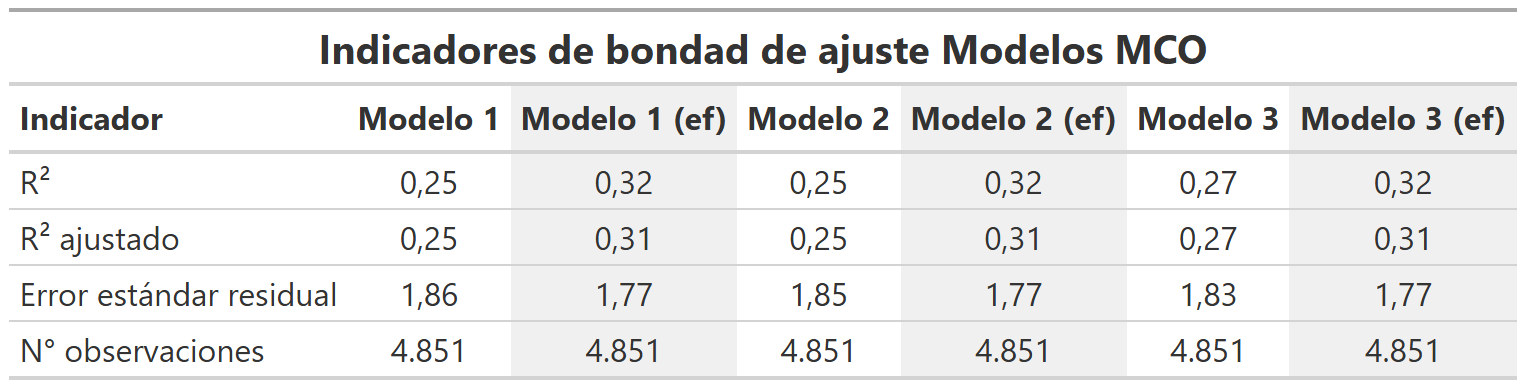 Indicadores de bondad de ajuste Modelos MCO
Indicador Modelo 1 Modelo 1 (ef) Modelo 2 Modelo 2 (ef) Modelo 3 Modelo 3 (ef)
R² 0,25 0,32 0,25 0,32 0,27 0,32
R² ajustado 0,25 0,31 0,25 0,31 0,27 0,31
Error estándar residual 1,86 1,77 1,85 1,77 1,83 1,77
N° observaciones 4.851 4.851 4.851 4.851 4.851 4.851